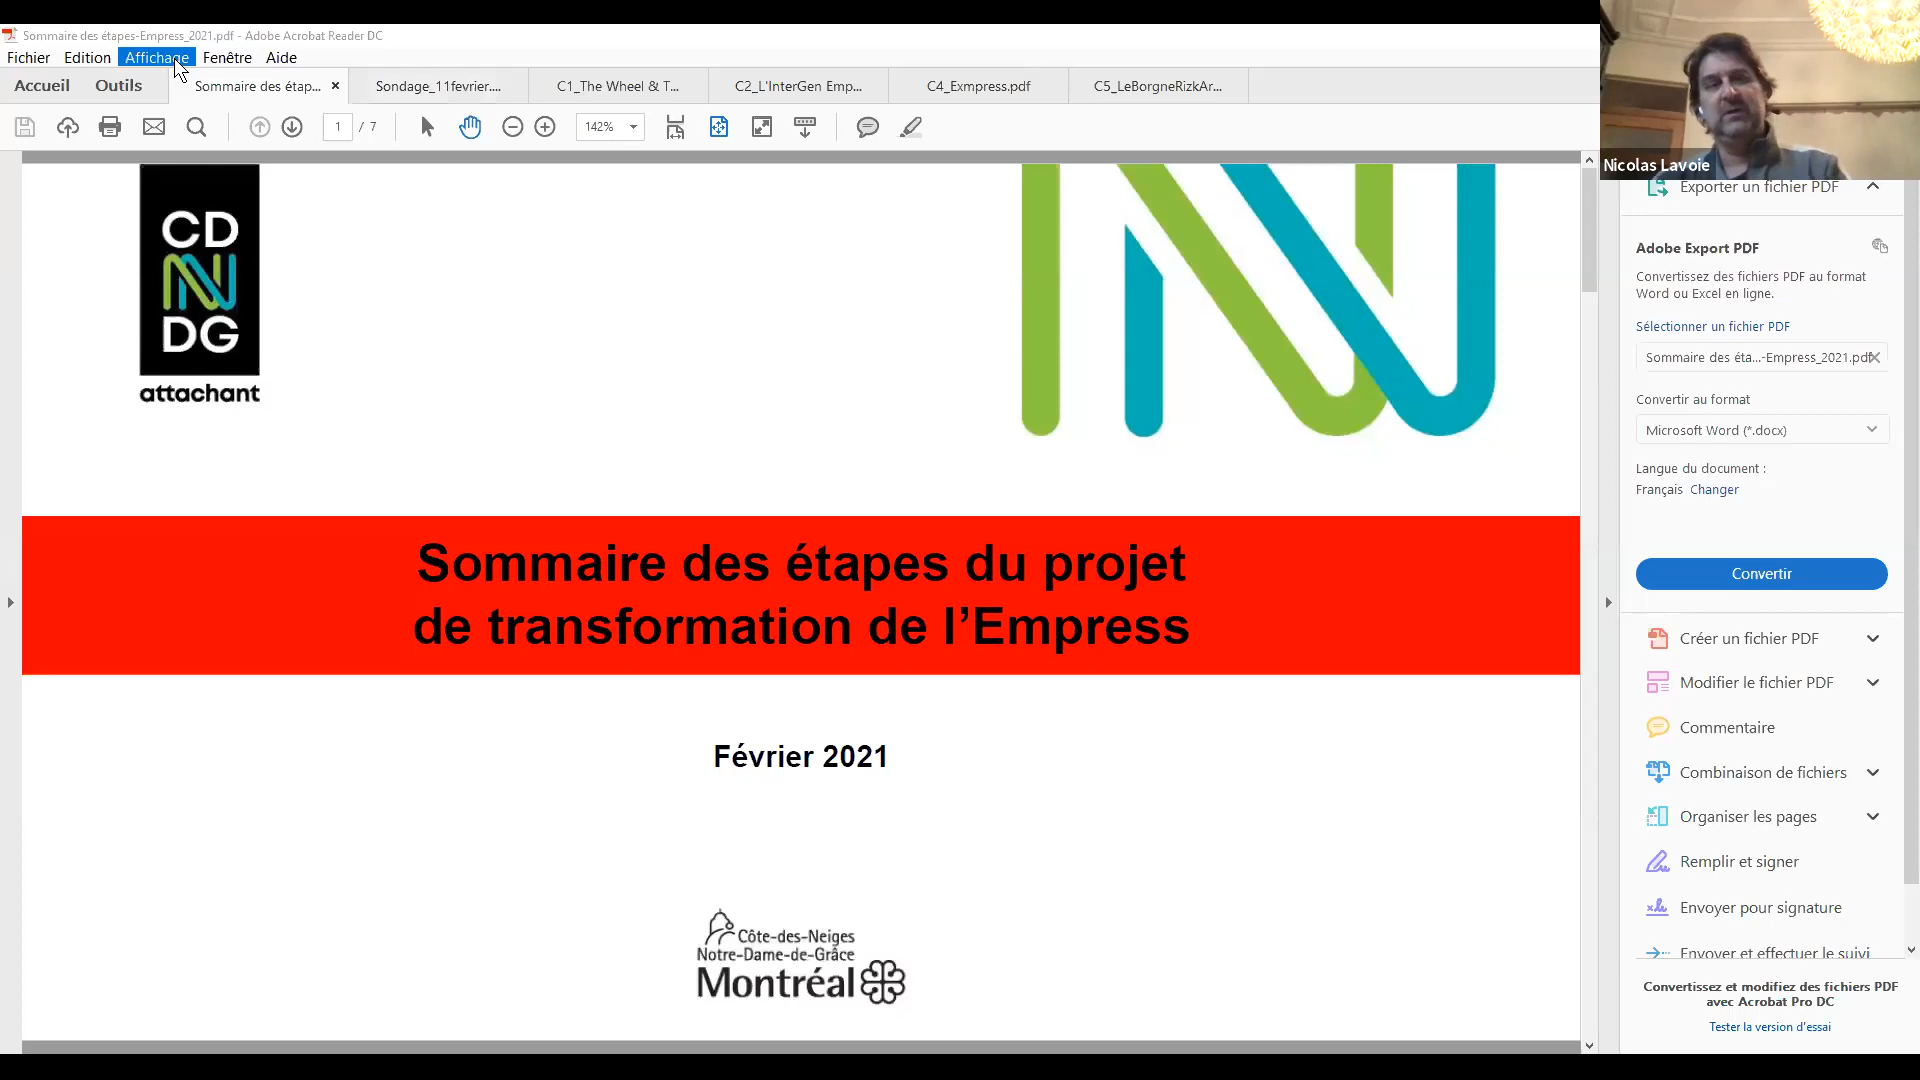 Sommaire des étapes-Empress_2021.pdf - Adobe Acrobat Reader DC
Fichier Edition Affichage Fenêtre Aide
Accueil Outils Sommaire des étap... × Sondage_11fevrier.... C1_The Wheel & T... C2_L'InterGen Emp... C4_Exmpress.pdf C5_LeBorgneRizkAr...
1 / 7 142%
Nicolas Lavoie
CD
N
DG
attachant
Sommaire des étapes du projet
de transformation de l’Empress
Février 2021
Côte-des-Neiges
Notre-Dame-de-Grâce
Montréal
Exporter un fichier PDF
Adobe Export PDF
Convertissez des fichiers PDF au format
Word ou Excel en ligne.
Sélectionner un fichier PDF
Sommaire des éta...-Empress_2021.pdf
Convertir au format
Microsoft Word (*.docx)
Langue du document :
Français Changer
Convertir
Créer un fichier PDF
Modifier le fichier PDF
Commentaire
Combinaison de fichiers
Organiser les pages
Remplir et signer
Envoyer pour signature
Envoyer et effectuer le suivi
Convertissez et modifiez des fichiers PDF
avec Acrobat Pro DC
Tester la version d'essai